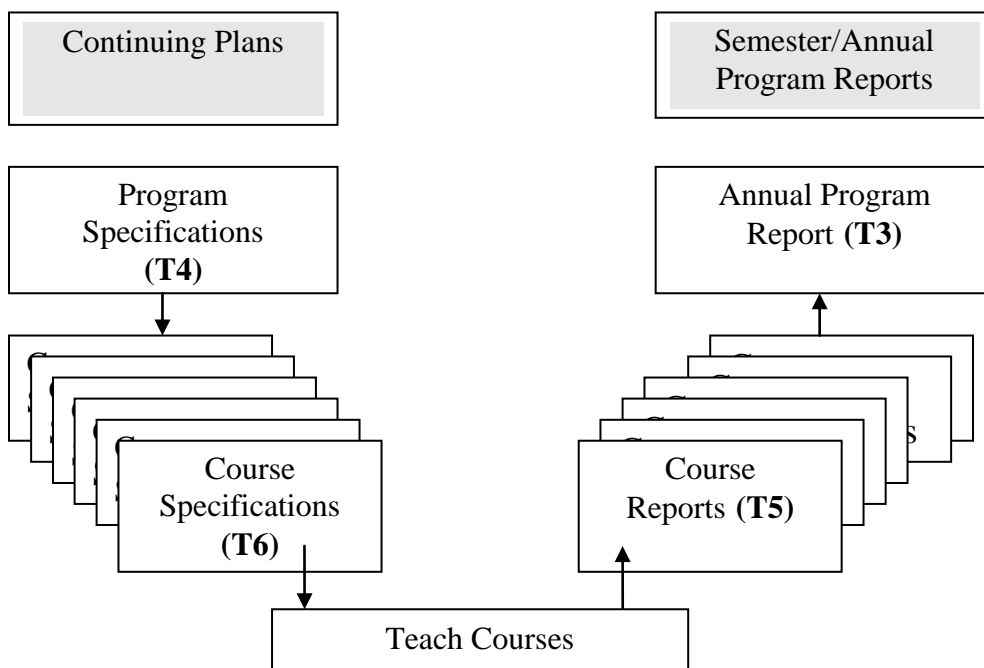 Continuing Plans
Semester/Annual
Program Reports
Program
Specifications
(T4)
Annual Program
Report (T3)
Course
Specifications
(T6)
Course
Reports (T5)
Teach Courses